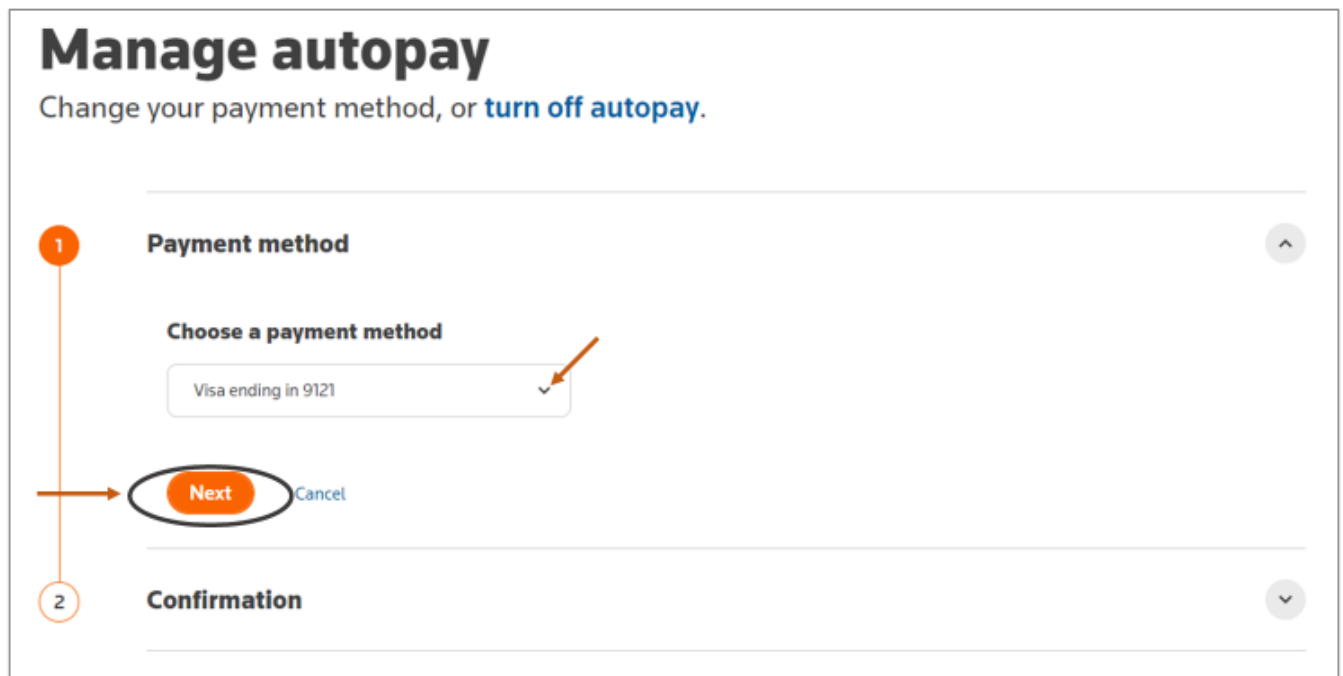 Manage autopay
Change your payment method, or turn off autopay.
1
Payment method
Choose a payment method
Visa ending in 9121
Next
Cancel
2
Confirmation